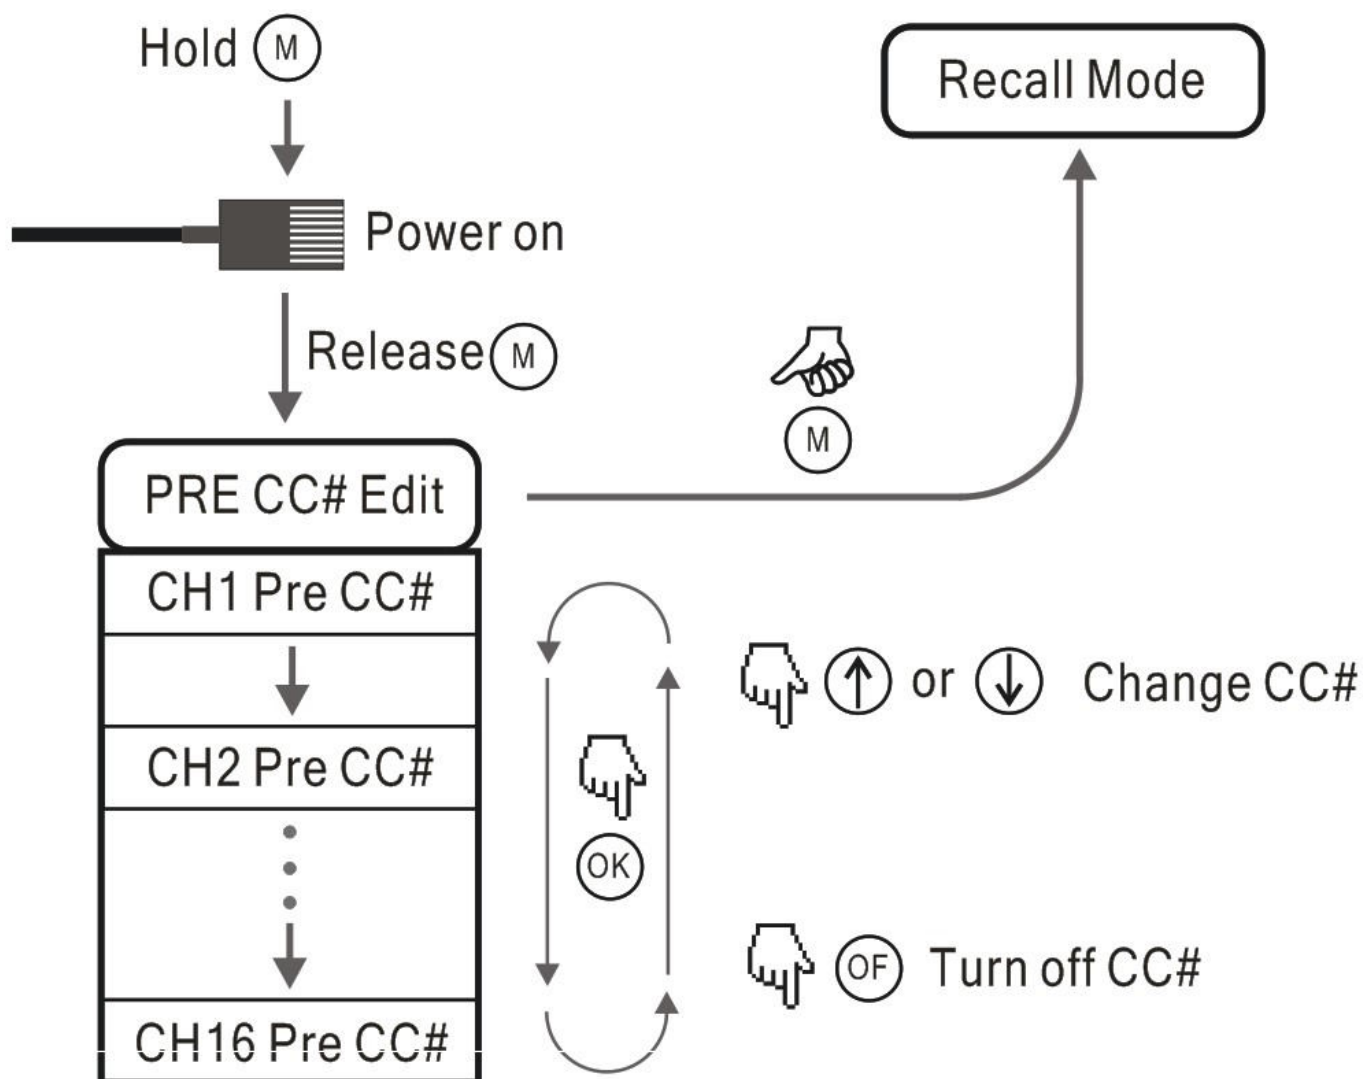 Hold M
Recall Mode
Power on
Release M
M
PRE CC# Edit
CH1 Pre CC#
↑ or ↓ Change CC#
CH2 Pre CC#
OK
OF Turn off CC#
CH16 Pre CC#